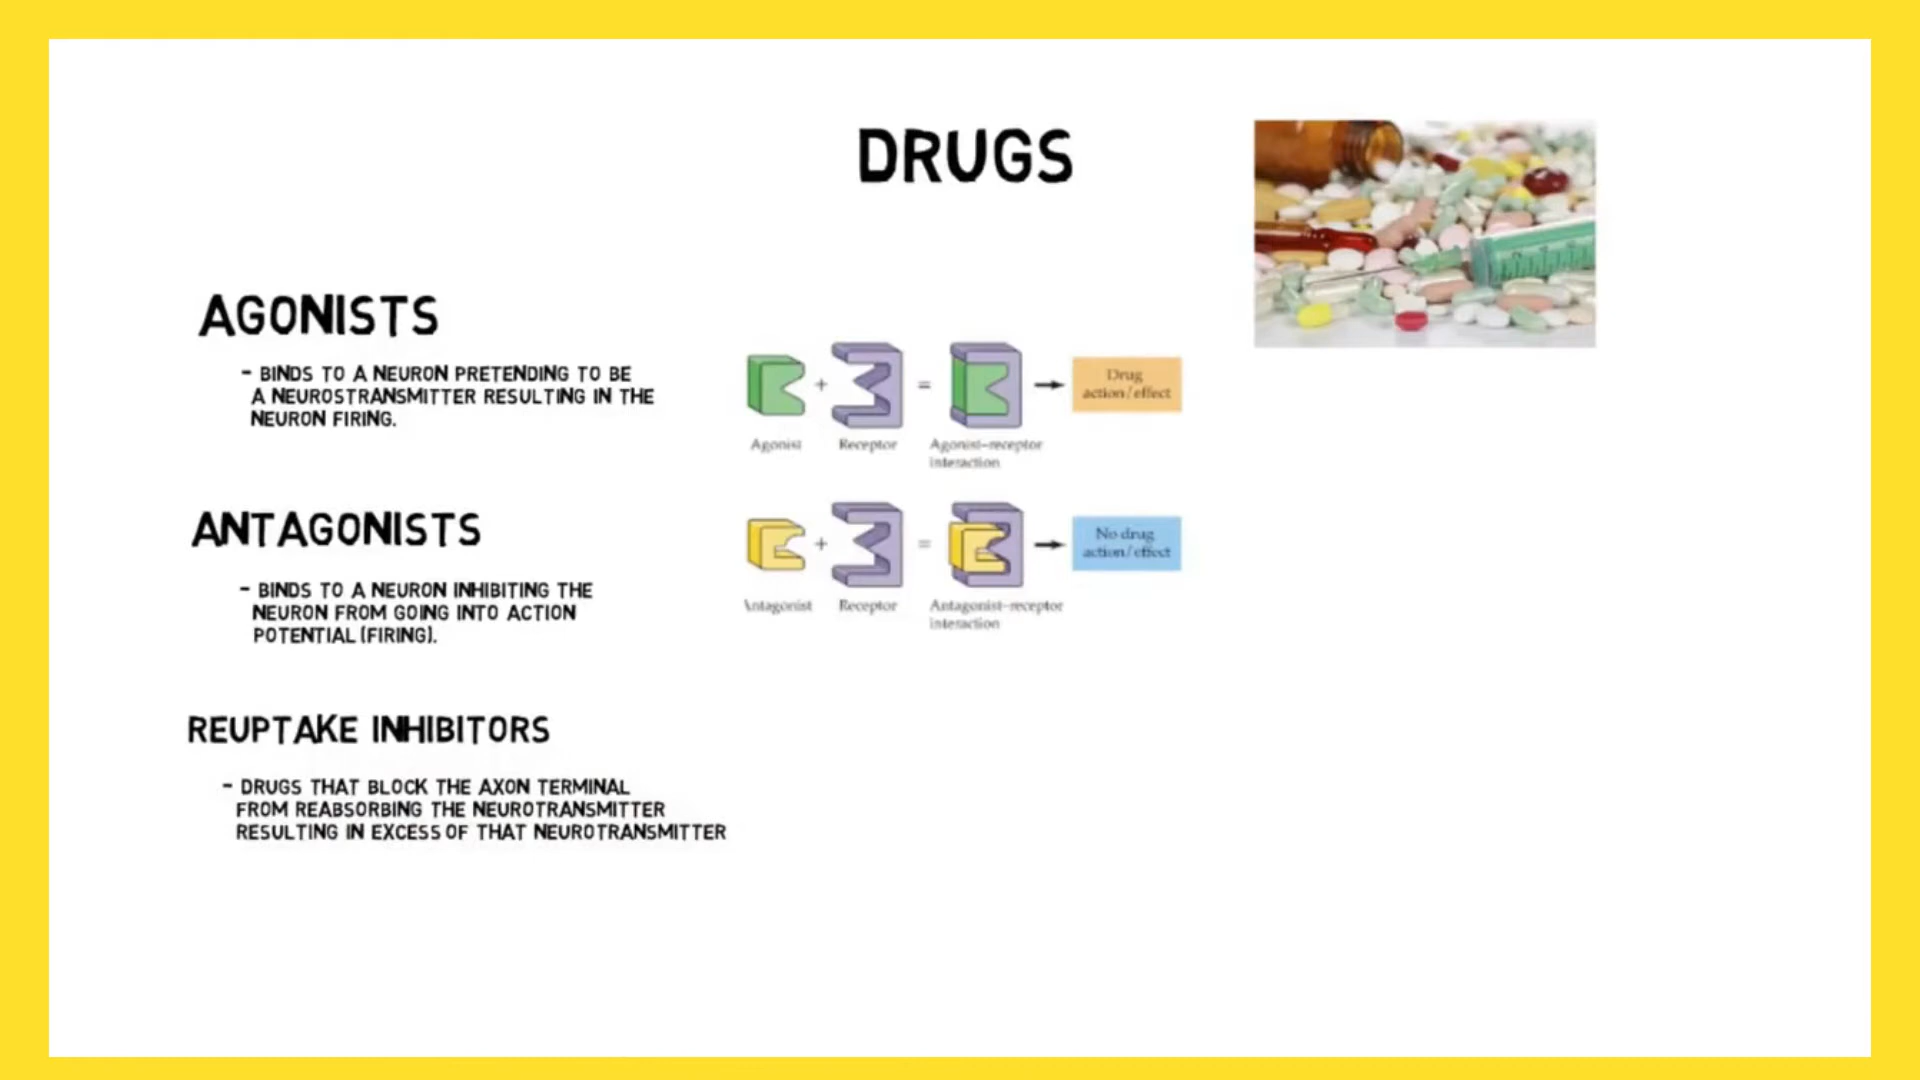 DRUGS
AGONISTS
- BINDS TO A NEURON PRETENDING TO BE
A NEUROSTRANSMITTER RESULTING IN THE
NEURON FIRING.
Agonist + Receptor = Agonist-receptor
interaction
Drug
action/effect
ANTAGONISTS
- BINDS TO A NEURON INHIBITING THE
NEURON FROM GOING INTO ACTION
POTENTIAL (FIRING).
Antagonist + Receptor = Antagonist-receptor
interaction
No drug
action/effect
REUPTAKE INHIBITORS
- DRUGS THAT BLOCK THE AXON TERMINAL
FROM REABSORBING THE NEUROTRANSMITTER
RESULTING IN EXCESS OF THAT NEUROTRANSMITTER